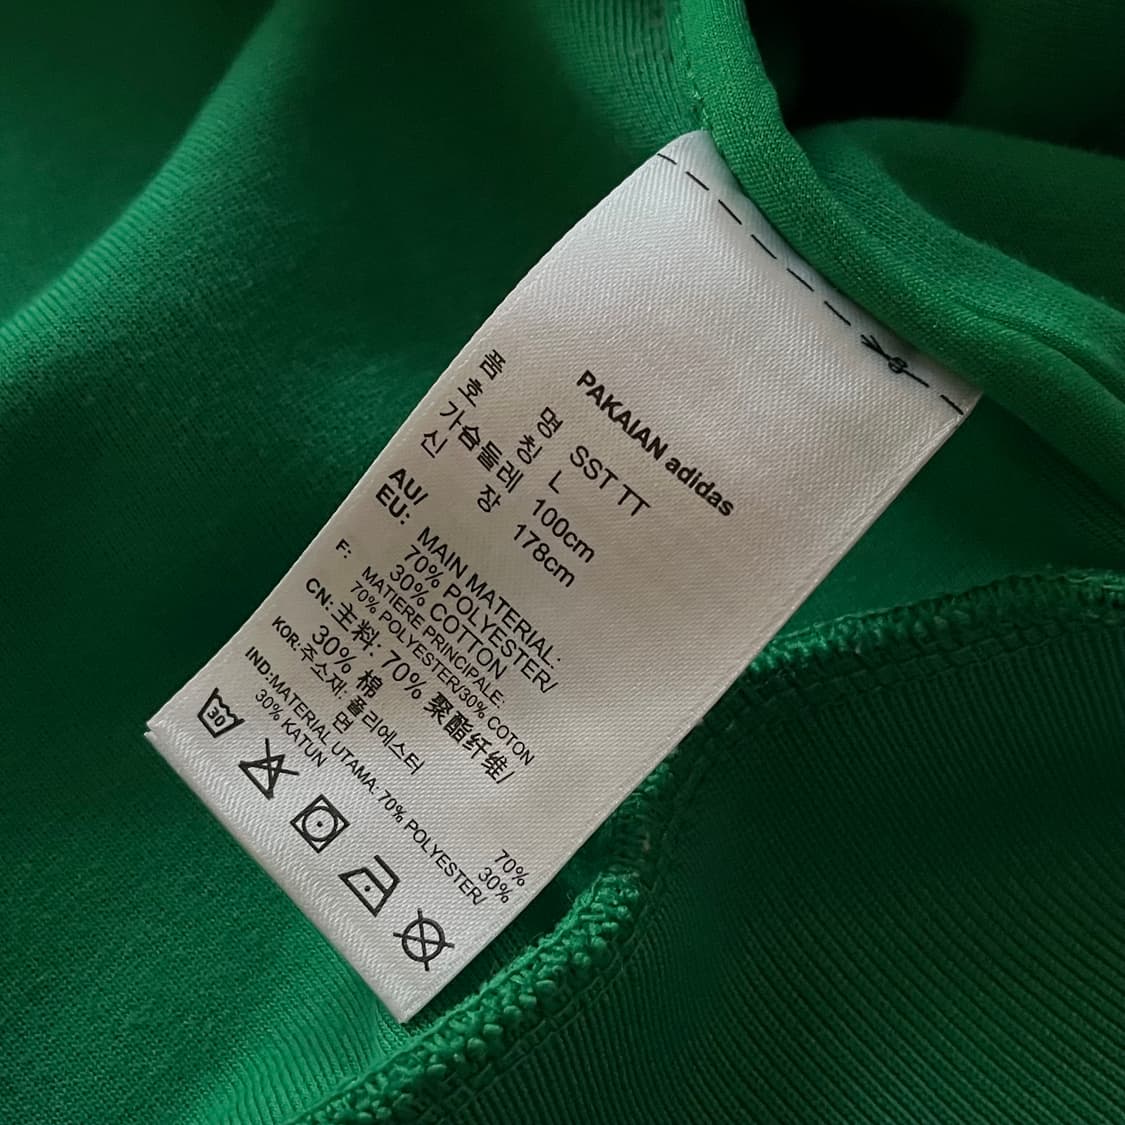 PAKAIAN adidas
품 명 SST TT
호 칭 L
가슴둘레 100cm
신 장 178cm
AU/
EU: MAIN MATERIAL:
70% POLYESTER/
30% COTTON
F: MATIERE PRINCIPALE:
70% POLYESTER/30% COTON
CN: 主料: 70% 聚酯纤维/
30% 棉
KOR: 주소재: 폴리에스터 70%
면 30%
IND:MATERIAL UTAMA: 70% POLYESTER/
30% KATUN
30